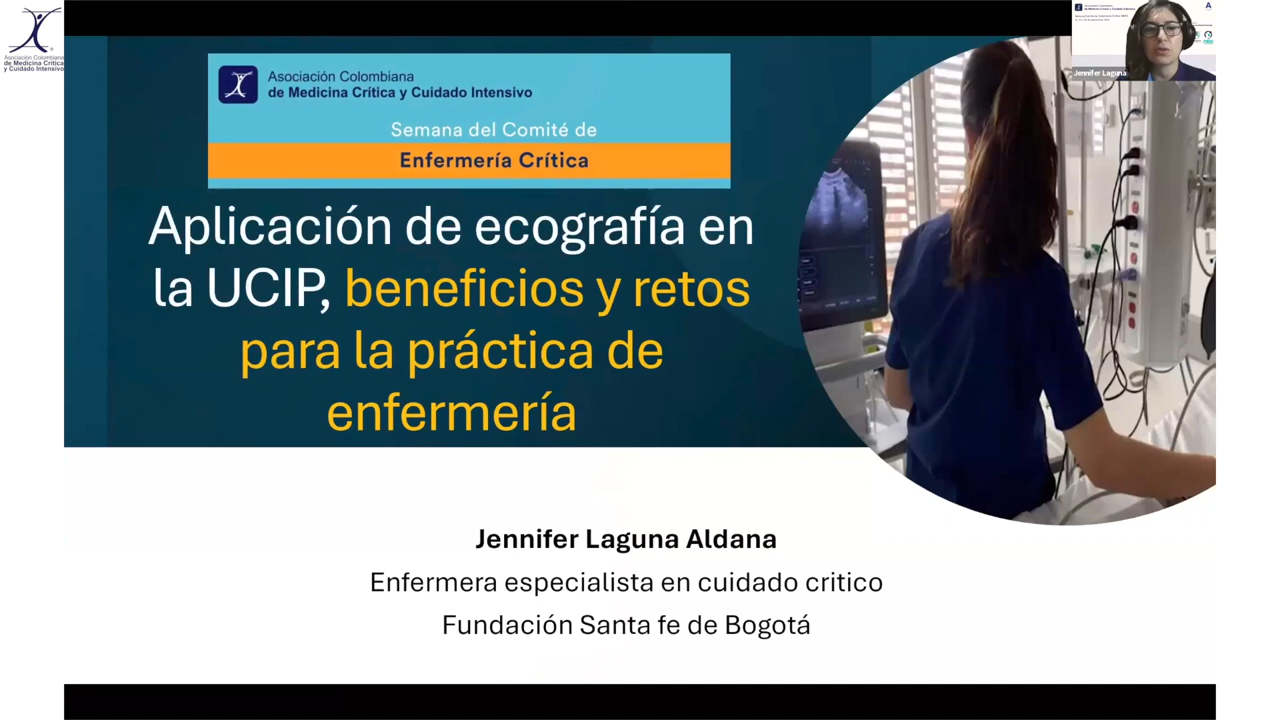 Asociación Colombiana
de Medicina Crítica
y Cuidado Intensivo
Asociación Colombiana
de Medicina Crítica y Cuidado Intensivo
Semana del Comité de
Enfermería Crítica
Aplicación de ecografía en
la UCIP, beneficios y retos
para la práctica de
enfermería
Jennifer Laguna Aldana
Enfermera especialista en cuidado critico
Fundación Santa fe de Bogotá
Jennifer Laguna